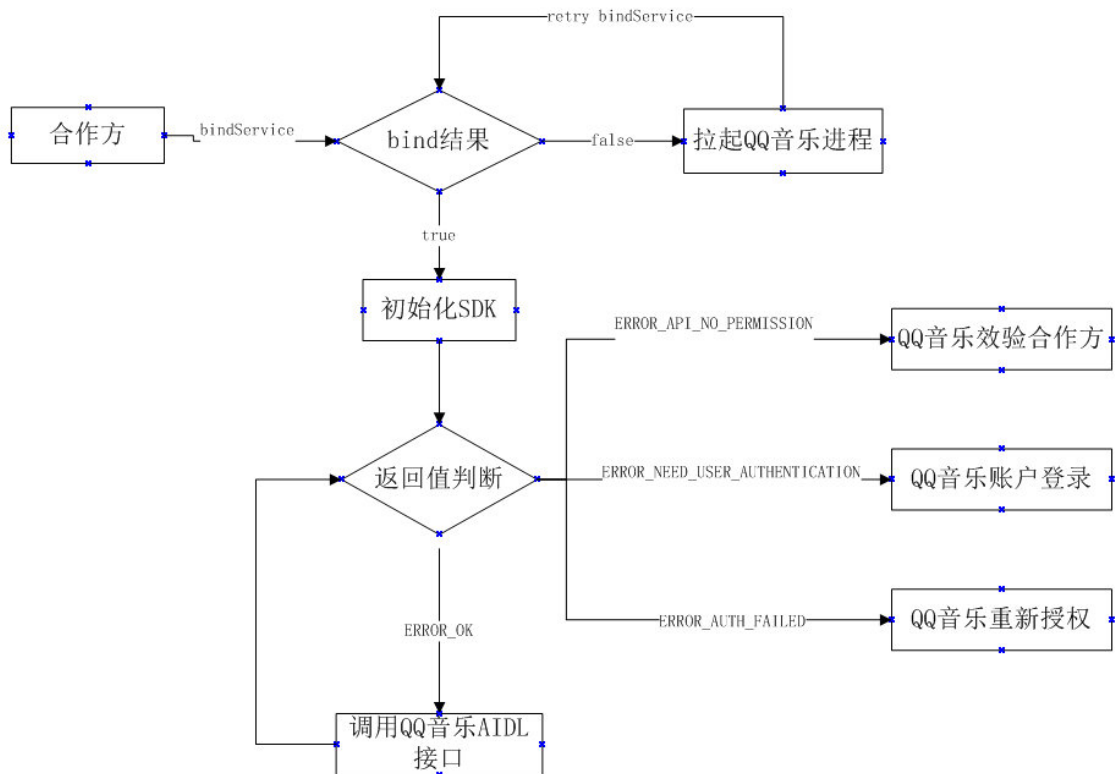 retry bindService
合作方
bindService
bind结果
false
拉起QQ音乐进程
true
初始化SDK
ERROR_API_NO_PERMISSION
QQ音乐效验合作方
返回值判断
ERROR_NEED_USER_AUTHENTICATION
QQ音乐账户登录
ERROR_OK
ERROR_AUTH_FAILED
QQ音乐重新授权
调用QQ音乐AIDL
接口